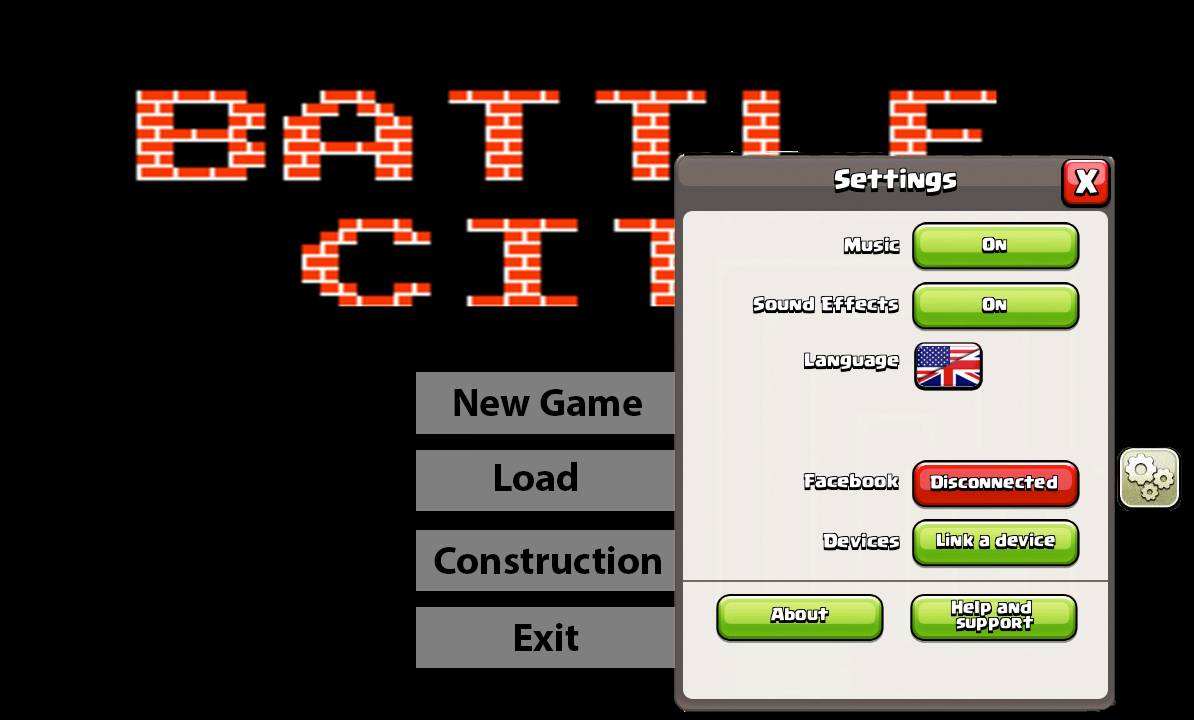 BATTLE
CIT
New Game
Load
Construction
Exit
Settings
X
Music
On
Sound Effects
On
Language
Facebook
Disconnected
Devices
Link a device
About
Help and
support